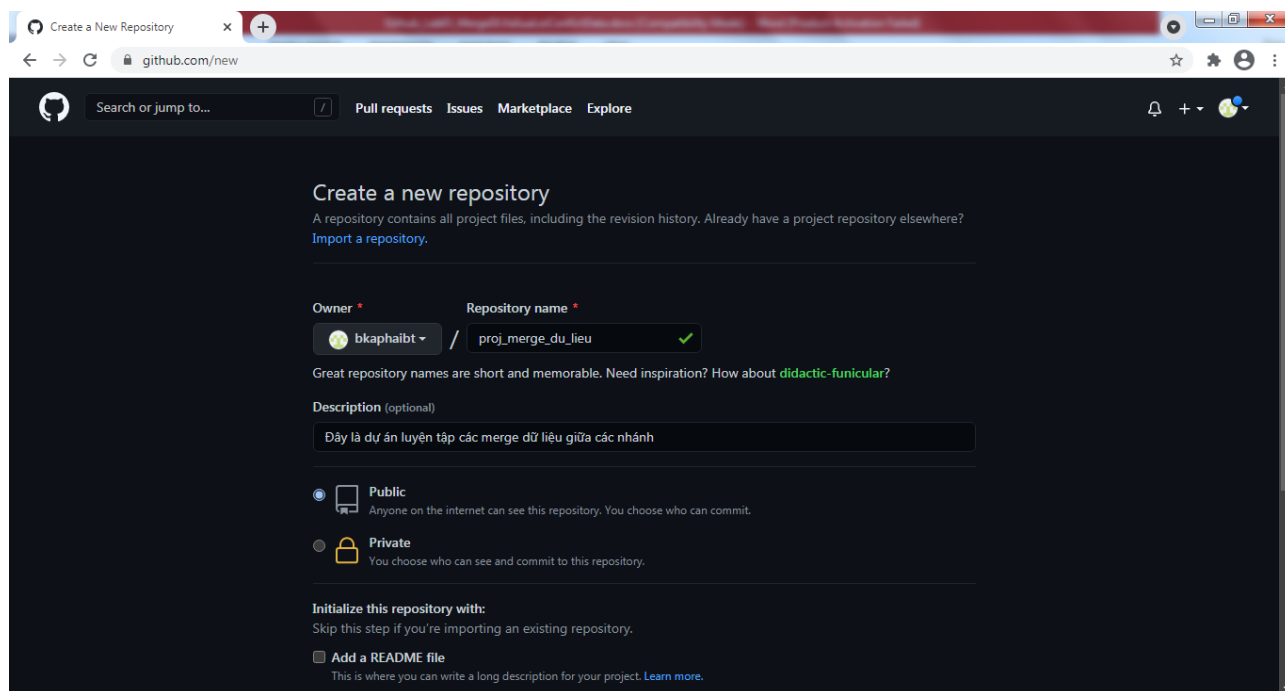 Create a New Repository
github.com/new
Search or jump to... / Pull requests Issues Marketplace Explore
Create a new repository
A repository contains all project files, including the revision history. Already have a project repository elsewhere?
Import a repository.
Owner * Repository name *
bkaphaibt / proj_merge_du_lieu
Great repository names are short and memorable. Need inspiration? How about didactic-funicular?
Description (optional)
Đây là dự án luyện tập các merge dữ liệu giữa các nhánh
Public
Anyone on the internet can see this repository. You choose who can commit.
Private
You choose who can see and commit to this repository.
Initialize this repository with:
Skip this step if you're importing an existing repository.
Add a README file
This is where you can write a long description for your project. Learn more.